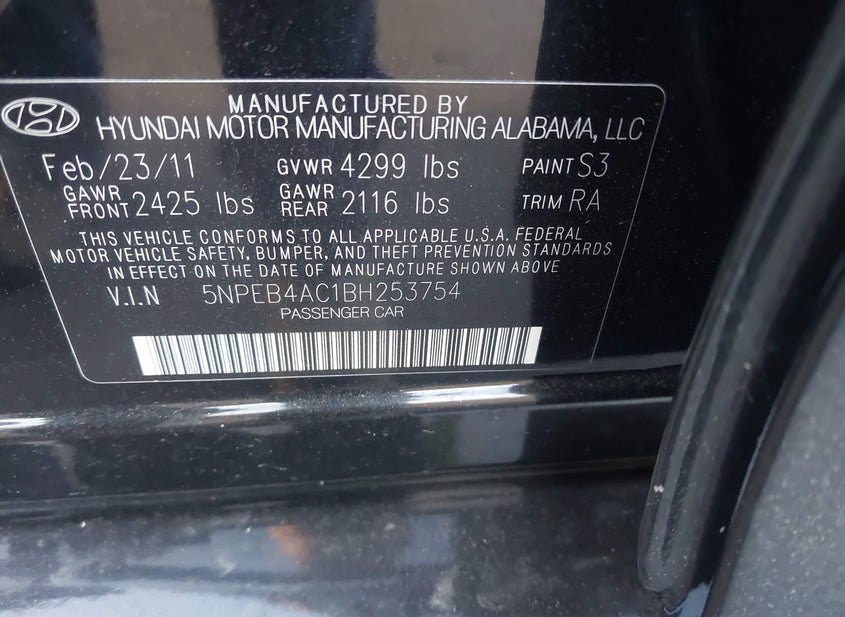 MANUFACTURED BY
HYUNDAI MOTOR MANUFACTURING ALABAMA, LLC
Feb/23/11 GVWR 4299 lbs PAINT S3
GAWR FRONT 2425 lbs GAWR REAR 2116 lbs TRIM RA
THIS VEHICLE CONFORMS TO ALL APPLICABLE U.S.A. FEDERAL
MOTOR VEHICLE SAFETY, BUMPER, AND THEFT PREVENTION STANDARDS
IN EFFECT ON THE DATE OF MANUFACTURE SHOWN ABOVE
V.I.N 5NPEB4AC1BH253754
PASSENGER CAR